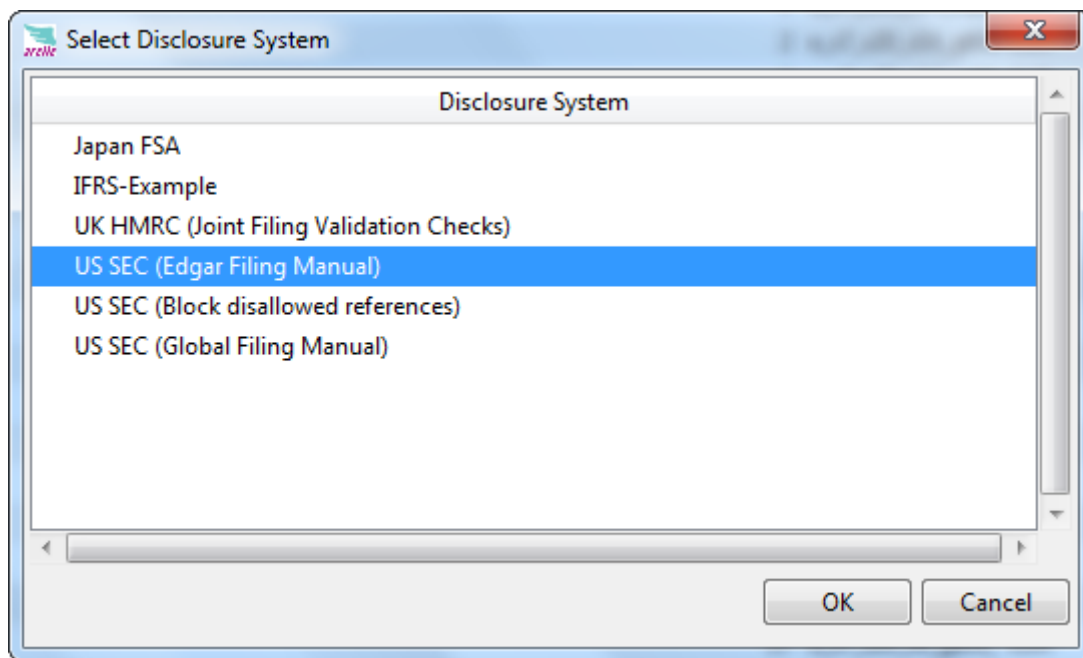 arelle
Select Disclosure System
Disclosure System
Japan FSA
IFRS-Example
UK HMRC (Joint Filing Validation Checks)
US SEC (Edgar Filing Manual)
US SEC (Block disallowed references)
US SEC (Global Filing Manual)
OK
Cancel